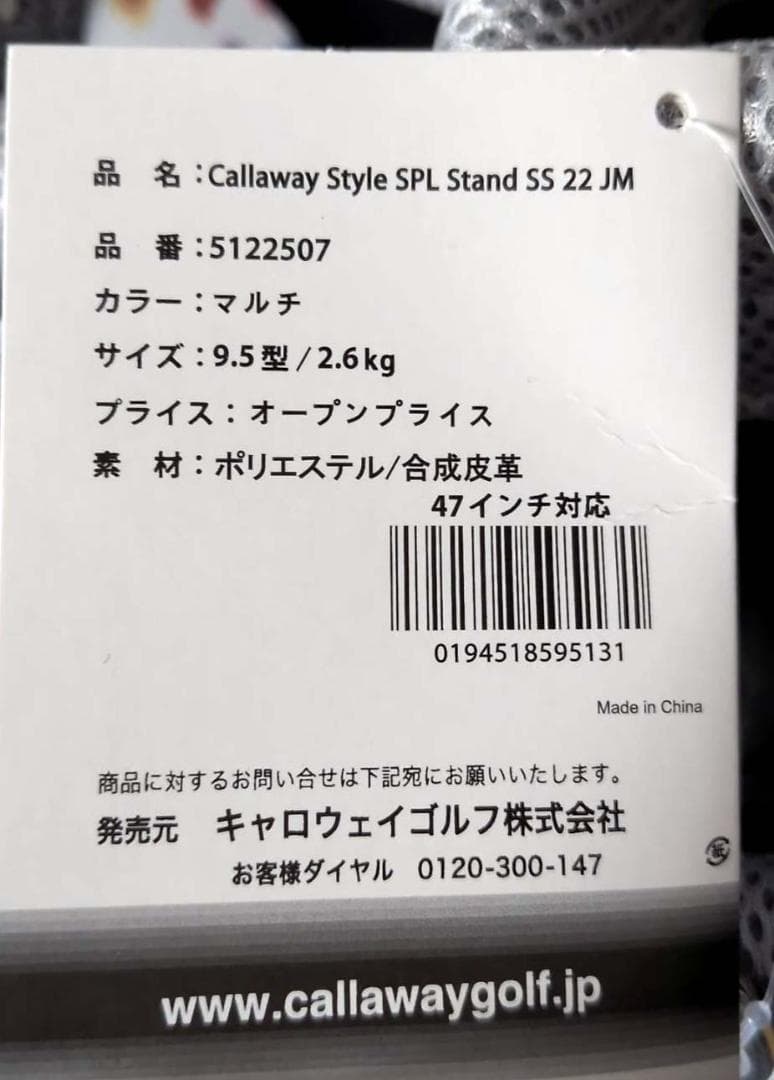 品　名：Callaway Style SPL Stand SS 22 JM
品　番：5122507
カラー：マルチ
サイズ：9.5型 / 2.6kg
プライス：オープンプライス
素　材：ポリエステル/合成皮革
47インチ対応
0194518595131
Made in China
商品に対するお問い合せは下記宛にお願いいたします。
発売元　キャロウェイゴルフ株式会社
お客様ダイヤル　0120-300-147
紙
www.callawaygolf.jp